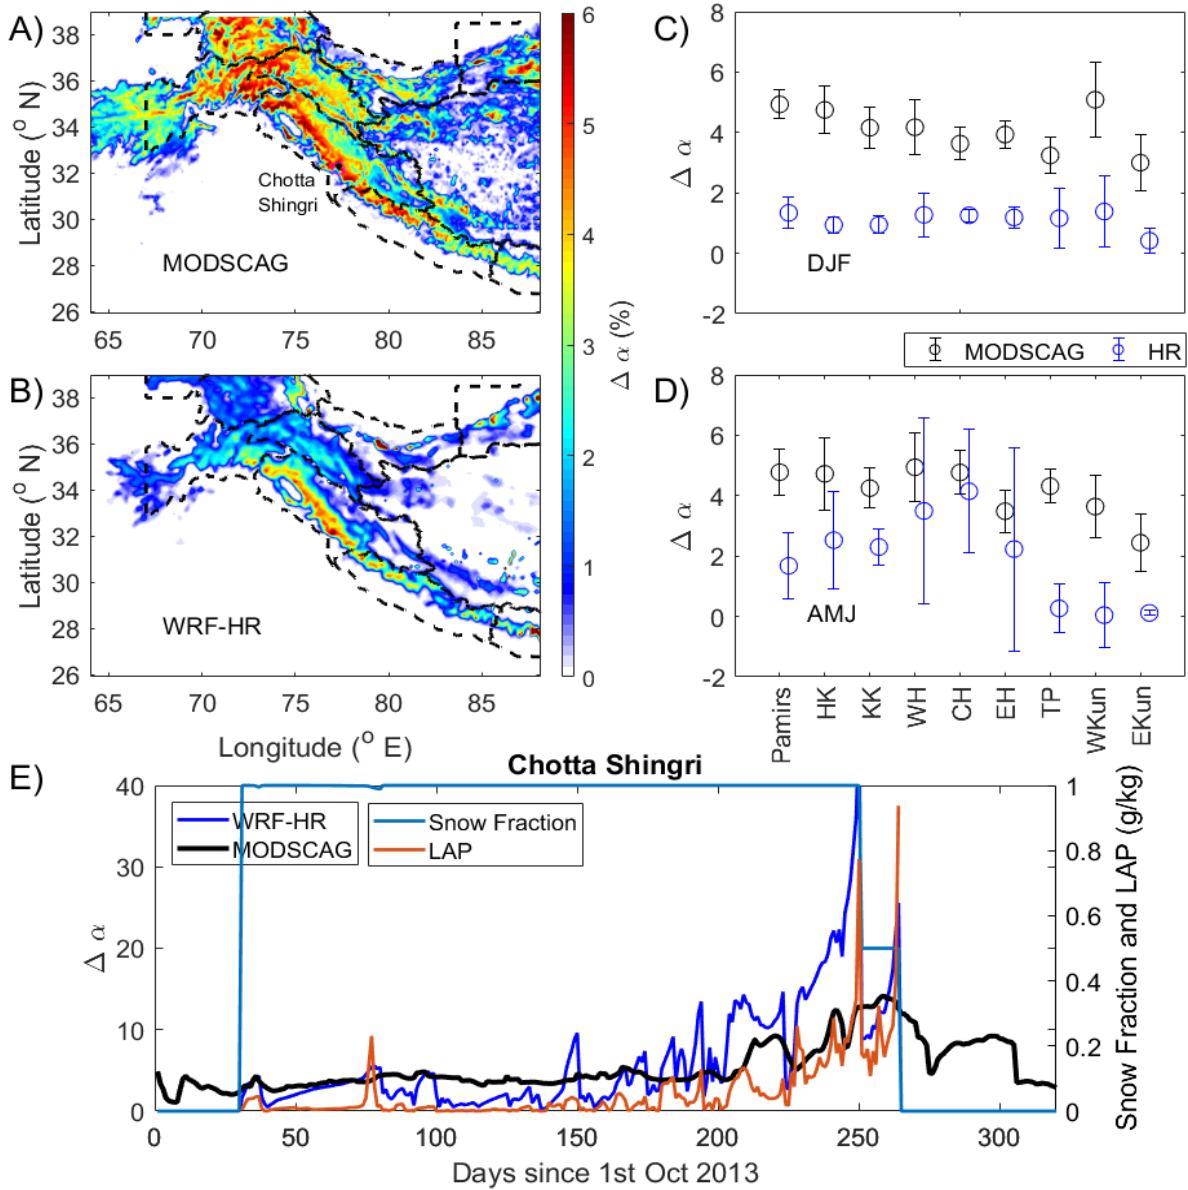 A)
38
36
34
32
30
28
26
Latitude (° N)
65
70
75
80
85
Chotta
Shingri
MODSCAG
B)
38
36
34
32
30
28
26
Latitude (° N)
65
70
75
80
85
WRF-HR
Longitude (° E)
6
5
4
3
2
1
0
Δ α (%)
C)
8
6
4
2
0
-2
Δ α
DJF
MODSCAG
HR
D)
8
6
4
2
0
-2
Δ α
AMJ
Pamirs
HK
KK
WH
CH
EH
TP
WKun
EKun
E)
Chotta Shingri
40
30
20
10
0
Δ α
WRF-HR
MODSCAG
Snow Fraction
LAP
1
0.8
0.6
0.4
0.2
0
Snow Fraction and LAP (g/kg)
0
50
100
150
200
250
300
Days since 1st Oct 2013